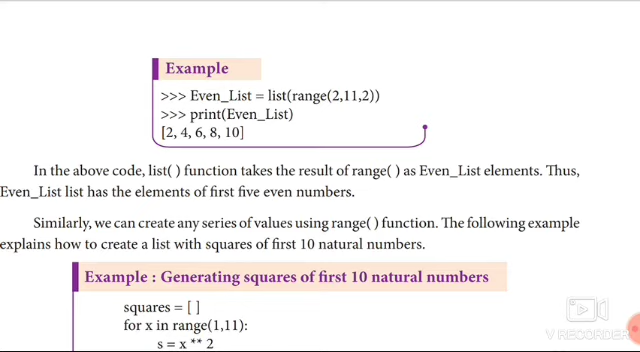 Example
>>> Even_List = list(range(2,11,2))
>>> print(Even_List)
[2, 4, 6, 8, 10]
In the above code, list( ) function takes the result of range( ) as Even_List elements. Thus,
Even_List list has the elements of first five even numbers.
Similarly, we can create any series of values using range( ) function. The following example
explains how to create a list with squares of first 10 natural numbers.
Example : Generating squares of first 10 natural numbers
squares = [ ]
for x in range(1,11):
s = x ** 2
V RECORDER